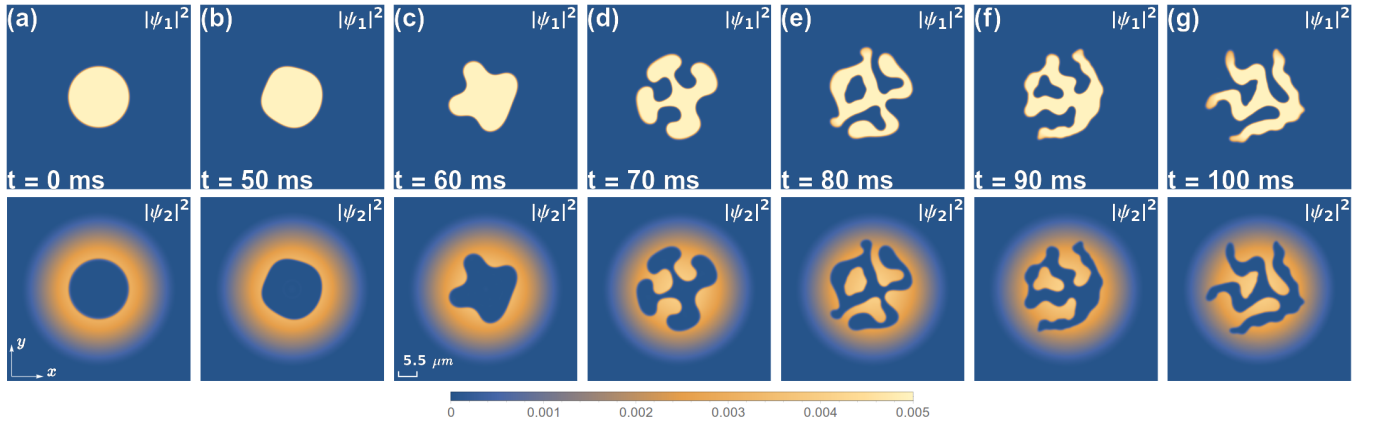 (a) |ψ₁|² (b) |ψ₁|² (c) |ψ₁|² (d) |ψ₁|² (e) |ψ₁|² (f) |ψ₁|² (g) |ψ₁|²
t = 0 ms t = 50 ms t = 60 ms t = 70 ms t = 80 ms t = 90 ms t = 100 ms
|ψ₂|² |ψ₂|² |ψ₂|² |ψ₂|² |ψ₂|² |ψ₂|² |ψ₂|²
y
5.5 μm
x
0 0.001 0.002 0.003 0.004 0.005